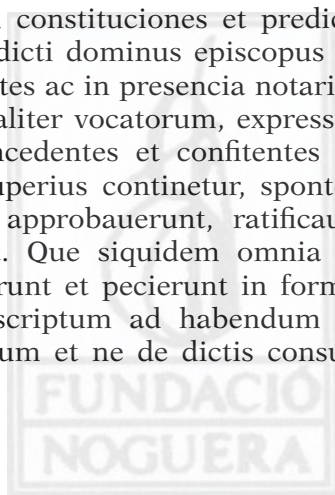 constituciones et predic
dicti dominus episcopus
tes ac in presencia notari
aliter vocatorum, express
ncedentes et confitentes
uperius continetur, spont
approbauerunt, ratificau
. Que siquidem omnia
runt et pecierunt in form
scriptum ad habendum
um et ne de dictis consu
FUNDACIÓ
NOGUERA